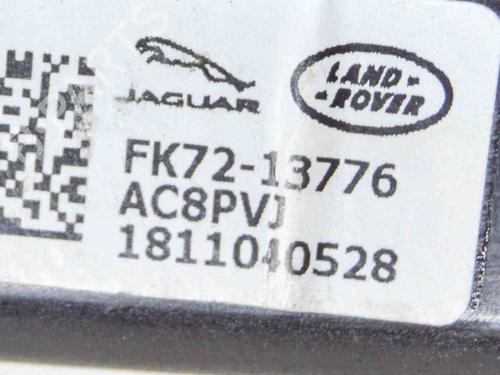 JAGUAR
LAND-
-ROVER
FK72-13776
AC8PVJ
1811040528